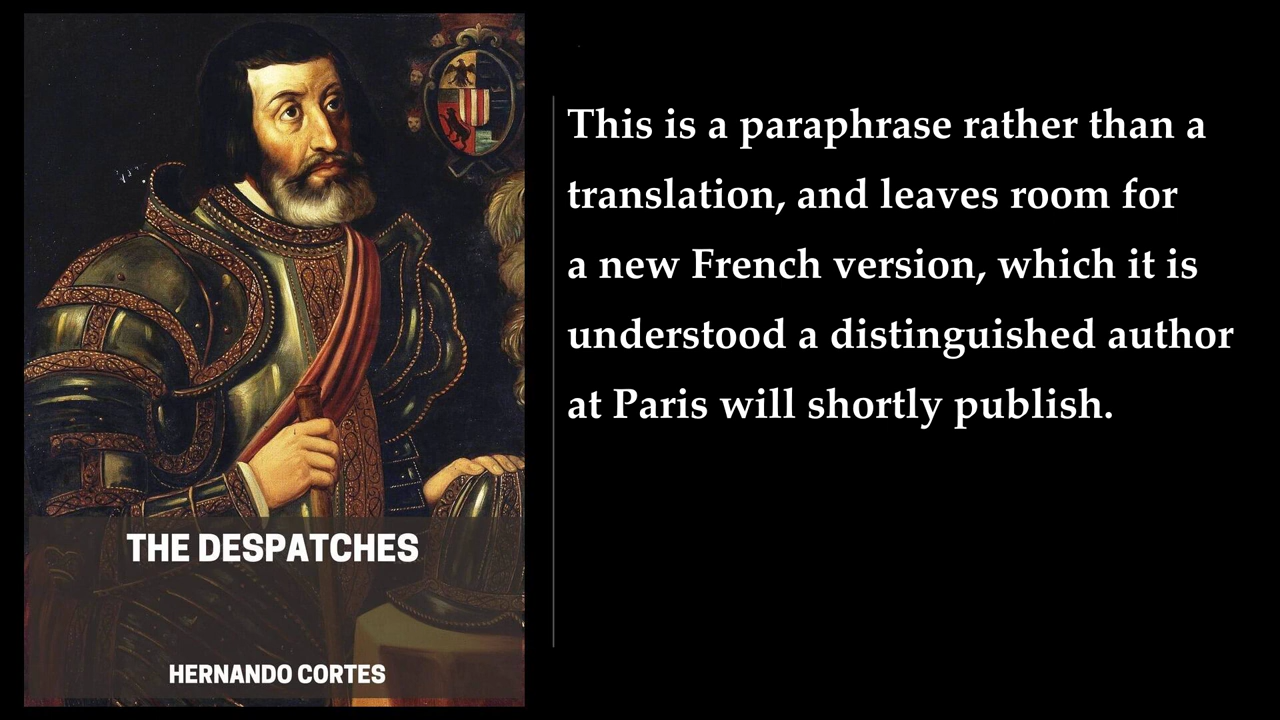 THE DESPATCHES
HERNANDO CORTES
This is a paraphrase rather than a
translation, and leaves room for
a new French version, which it is
understood a distinguished author
at Paris will shortly publish.